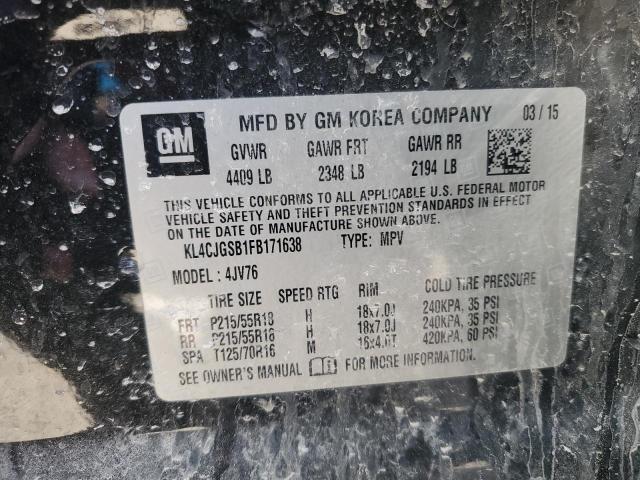 GM
MFD BY GM KOREA COMPANY 03 / 15
GVWR GAWR FRT GAWR RR
4409 LB 2348 LB 2194 LB
THIS VEHICLE CONFORMS TO ALL APPLICABLE U.S. FEDERAL MOTOR
VEHICLE SAFETY AND THEFT PREVENTION STANDARDS IN EFFECT
ON THE DATE OF MANUFACTURE SHOWN ABOVE.
KL4CJGSB1FB171638 TYPE: MPV
MODEL : 4JV76
TIRE SIZE SPEED RTG RIM COLD TIRE PRESSURE
FRT P215/55R18 H 18x7.0J 240KPA, 35 PSI
RR P215/55R18 H 18x7.0J 240KPA, 35 PSI
SPA T125/70R16 M 16x4.0T 420KPA, 60 PSI
SEE OWNER'S MANUAL FOR MORE INFORMATION.